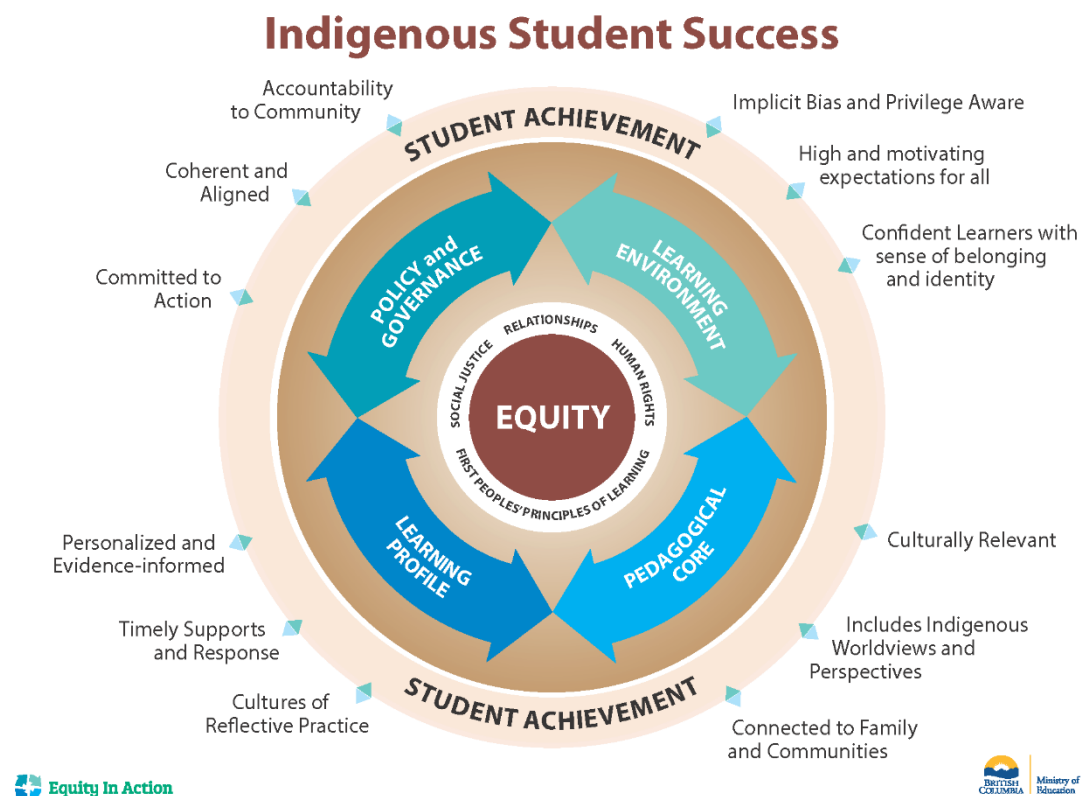 Indigenous Student Success
Accountability
to Community
Coherent and
Aligned
Committed to
Action
STUDENT ACHIEVEMENT
Implicit Bias and Privilege Aware
High and motivating
expectations for all
Confident Learners with
sense of belonging
and identity
POLICY and
GOVERNANCE
LEARNING
ENVIRONMENT
RELATIONSHIPS
SOCIAL JUSTICE
HUMAN RIGHTS
EQUITY
FIRST PEOPLES' PRINCIPLES OF LEARNING
LEARNING
PROFILE
PEDAGOGICAL
CORE
Personalized and
Evidence-informed
Timely Supports
and Response
Cultures of
Reflective Practice
Culturally Relevant
Includes Indigenous
Worldviews and
Perspectives
Connected to Family
and Communities
STUDENT ACHIEVEMENT
Equity In Action
BRITISH
COLUMBIA
Ministry of
Education